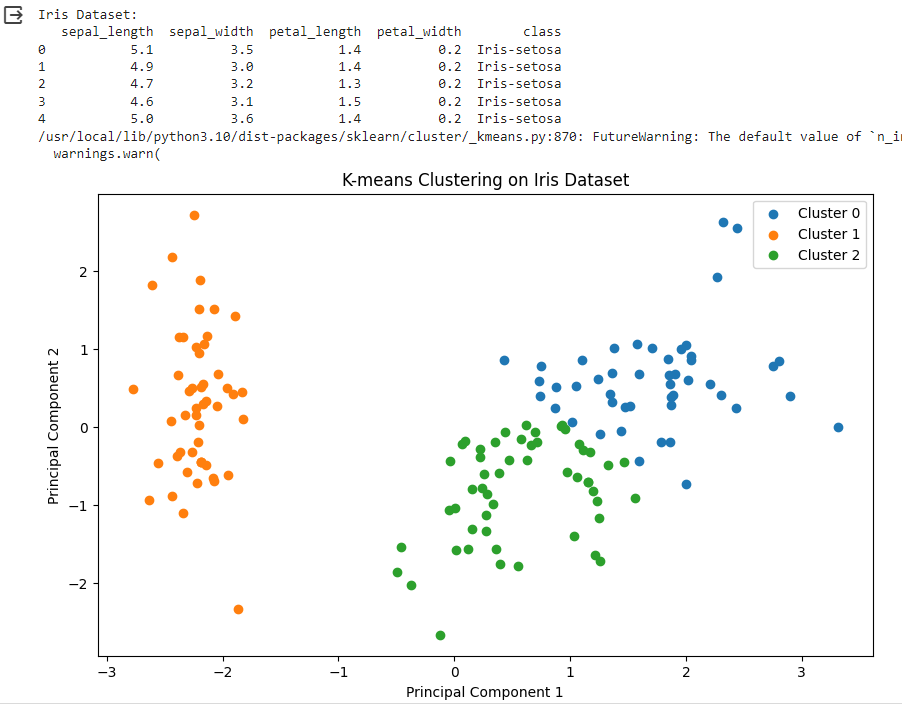 Iris Dataset:
sepal_length sepal_width petal_length petal_width class
0 5.1 3.5 1.4 0.2 Iris-setosa
1 4.9 3.0 1.4 0.2 Iris-setosa
2 4.7 3.2 1.3 0.2 Iris-setosa
3 4.6 3.1 1.5 0.2 Iris-setosa
4 5.0 3.6 1.4 0.2 Iris-setosa
/usr/local/lib/python3.10/dist-packages/sklearn/cluster/_kmeans.py:870: FutureWarning: The default value of `n_in
warnings.warn(
K-means Clustering on Iris Dataset
Cluster 0
Cluster 1
Cluster 2
2
1
0
−1
−2
Principal Component 2
−3 −2 −1 0 1 2 3
Principal Component 1